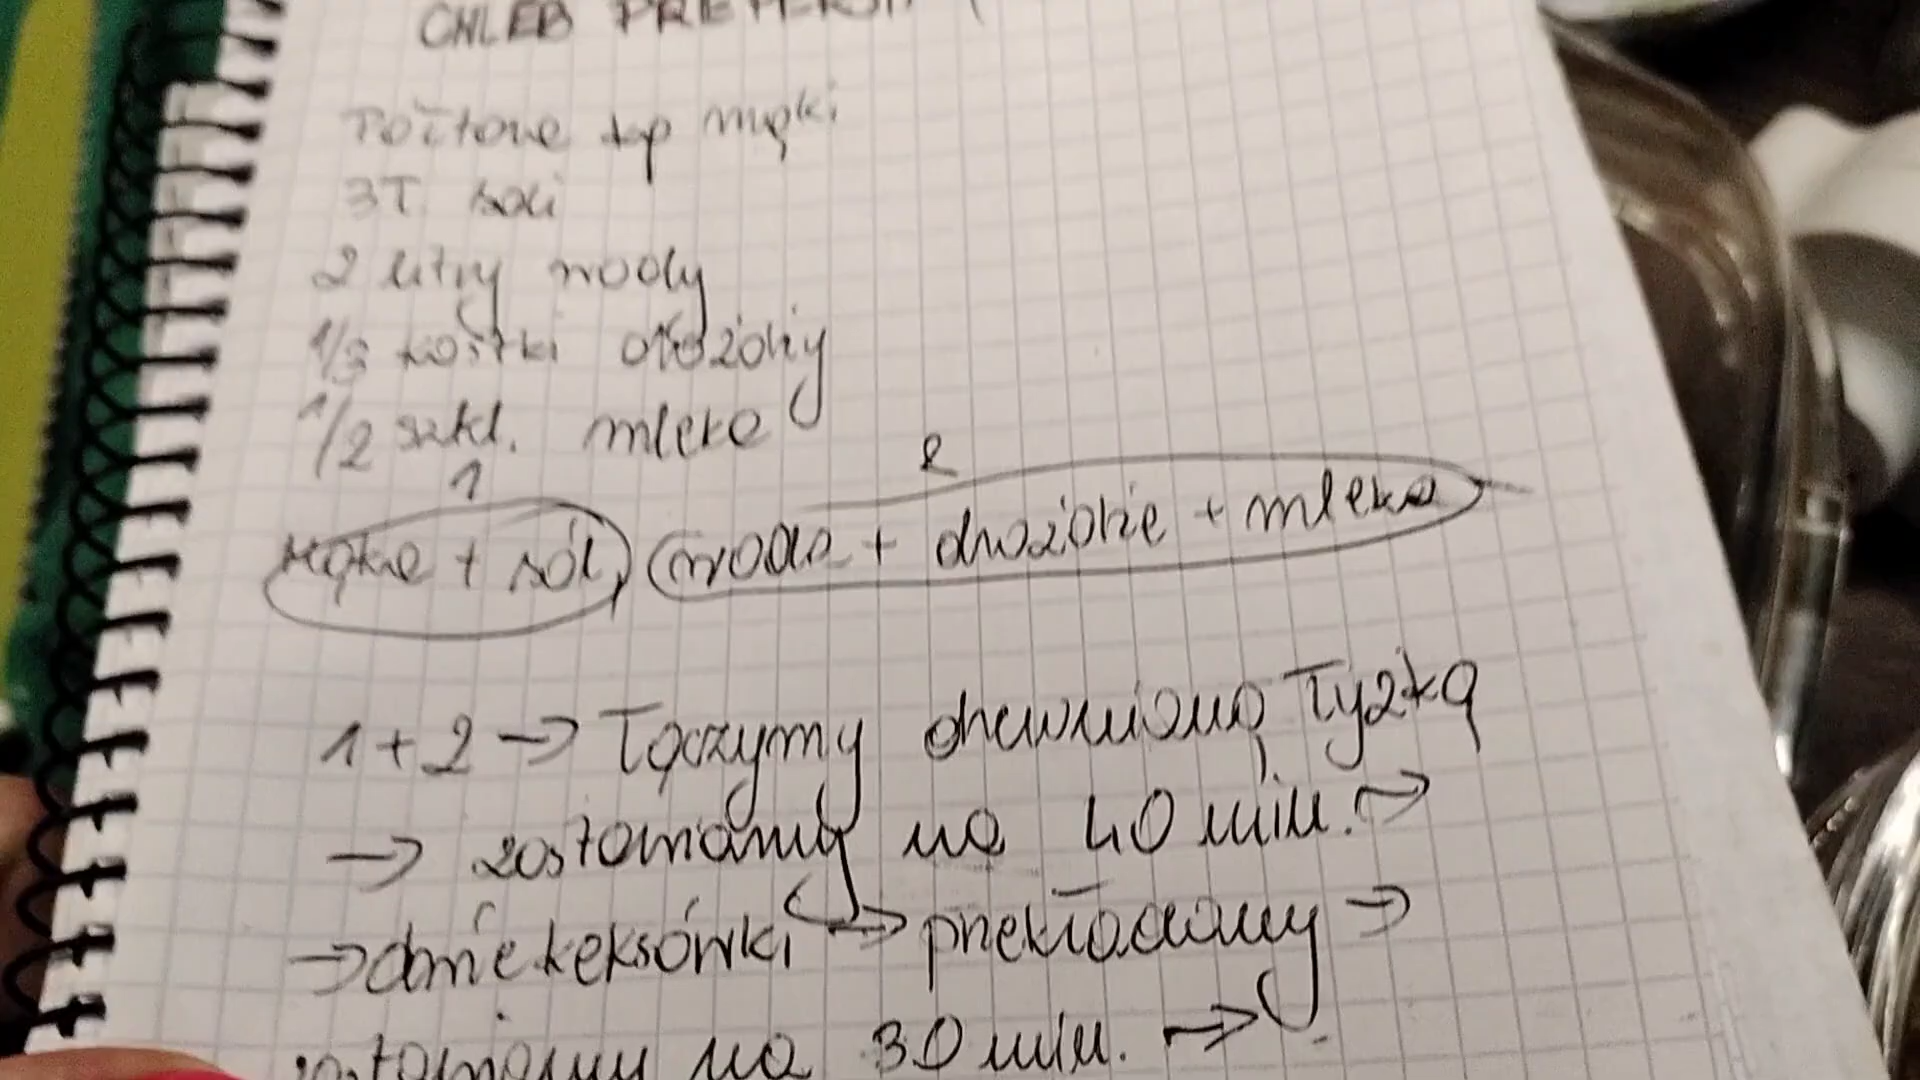 CHLEB
Półtora kg mąki
3 Ł. soli
2 litry wody
1/3 kostki drożdży
1/2 szkl. mleka
1
2
Mąka + sól, woda + drożdże + mleko
1+2 → Łączymy drewnianą łyżką
→ zostawiamy na 40 min. →
→ dwie keksówki → przekładamy →
zostawiamy na 30 min. →